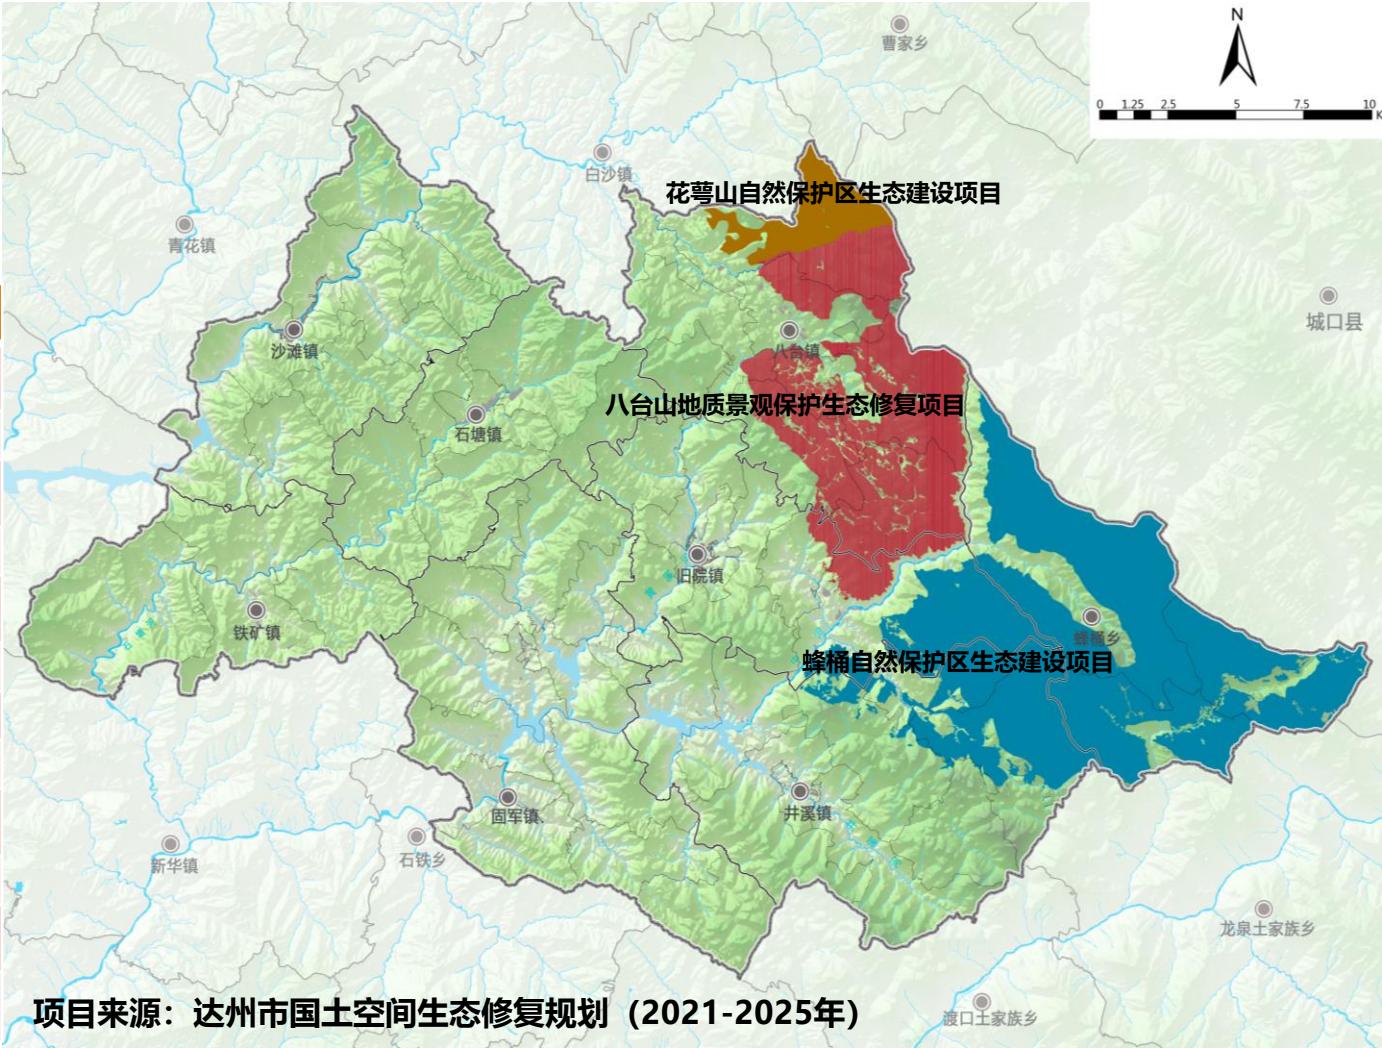 N
0 1.25 2.5 5 7.5 10
K
曹家乡
白沙镇
花萼山自然保护区生态建设项目
青花镇
城口县
沙滩镇
八台镇
八台山地质景观保护生态修复项目
石塘镇
旧院镇
铁矿镇
蜂桶乡
蜂桶自然保护区生态建设项目
固军镇
井溪镇
新华镇
石铁乡
龙泉土家族乡
项目来源：达州市国土空间生态修复规划（2021-2025年）
渡口土家族乡